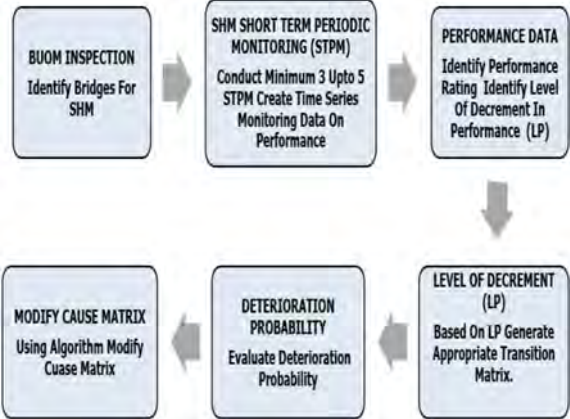 BUOM INSPECTION
Identify Bridges For
SHM
SHM SHORT TERM PERIODIC
MONITORING (STPM)
Conduct Minimum 3 Upto 5
STPM Create Time Series
Monitoring Data On
Performance
PERFORMANCE DATA
Identify Performance
Rating Identify Level
Of Decrement In
Performance (LP)
LEVEL OF DECREMENT
(LP)
Based On LP Generate
Appropriate Transition
Matrix.
DETERIORATION
PROBABILITY
Evaluate Deterioration
Probability
MODIFY CAUSE MATRIX
Using Algorithm Modify
Cuase Matrix